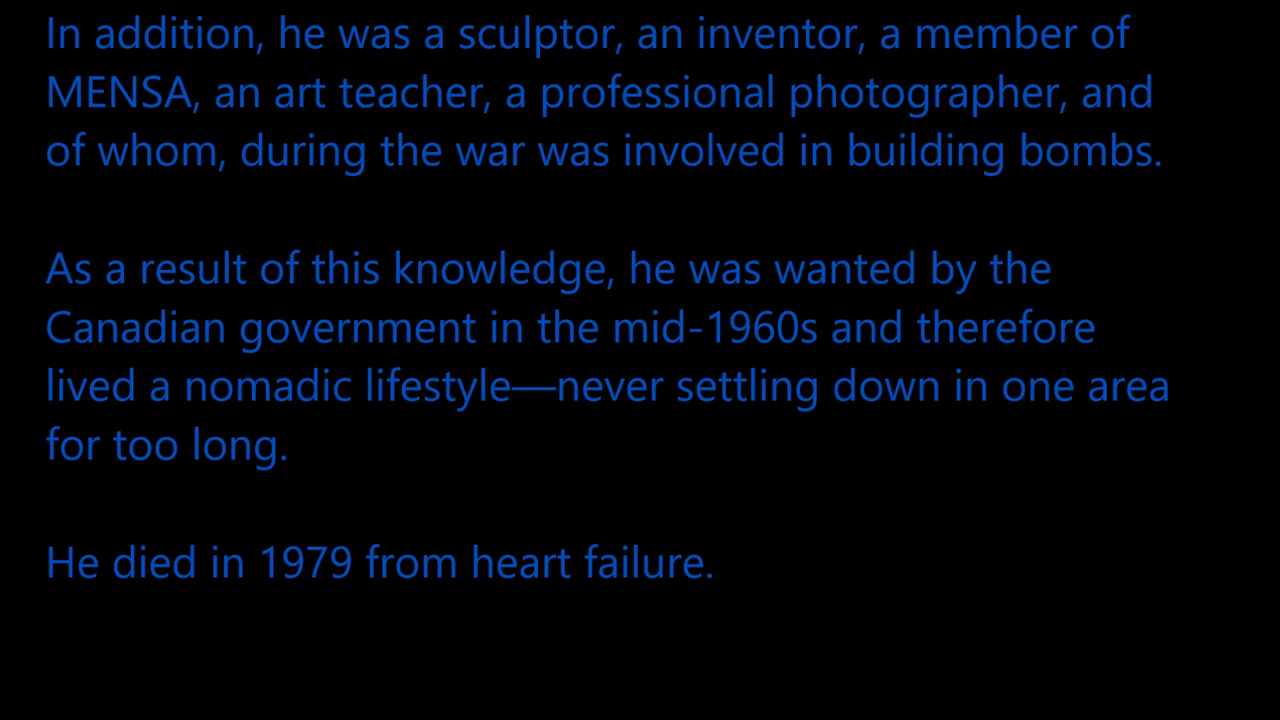 In addition, he was a sculptor, an inventor, a member of
MENSA, an art teacher, a professional photographer, and
of whom, during the war was involved in building bombs.
As a result of this knowledge, he was wanted by the
Canadian government in the mid-1960s and therefore
lived a nomadic lifestyle—never settling down in one area
for too long.
He died in 1979 from heart failure.